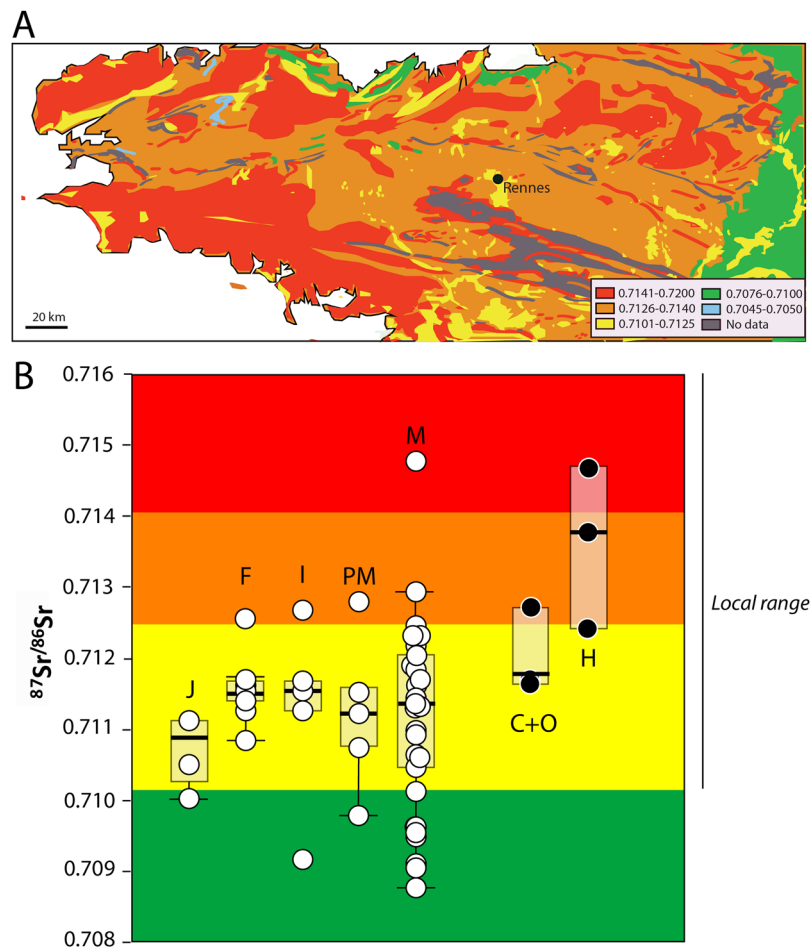 A
Rennes
0.7141-0.7200 0.7076-0.7100
0.7126-0.7140 0.7045-0.7050
0.7101-0.7125 No data
20 km
B
0.716
0.715
0.714
0.713
0.712
0.711
0.710
0.709
0.708
87Sr/86Sr
J
F
I
PM
M
C+O
H
Local range